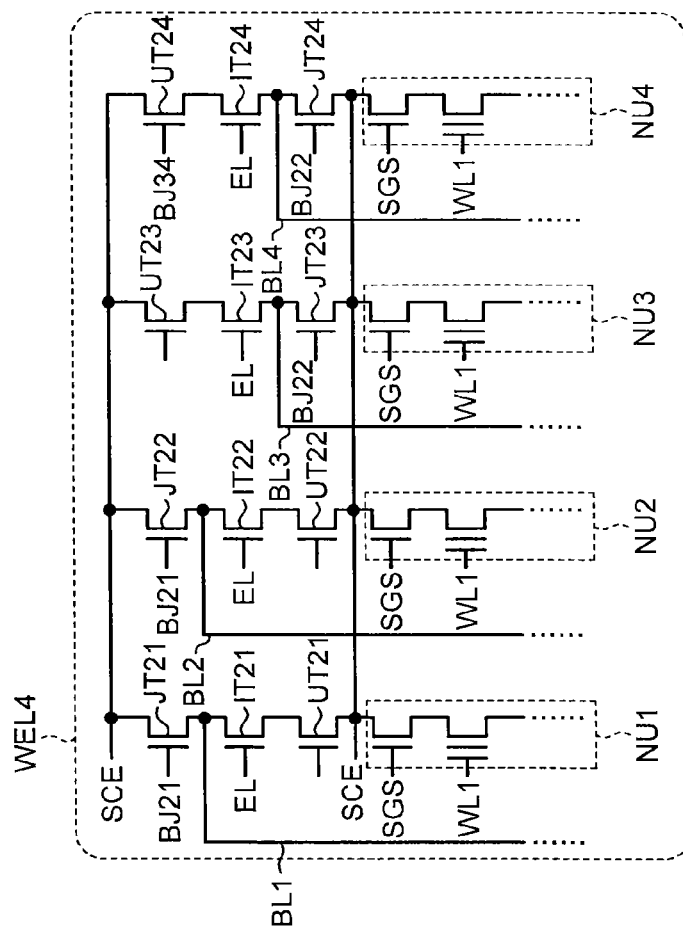 WEL4
SCE
BJ21
JT21
BJ21
JT22
UT23
BJ34
UT24
BL2
EL
IT21
EL
IT22
EL
IT23
EL
IT24
BL1
UT21
BL3
UT22
BJ22
BL4
JT23
BJ22
JT24
SCE
SGS
SGS
SGS
SGS
WL1
WL1
WL1
WL1
NU1
NU2
NU3
NU4